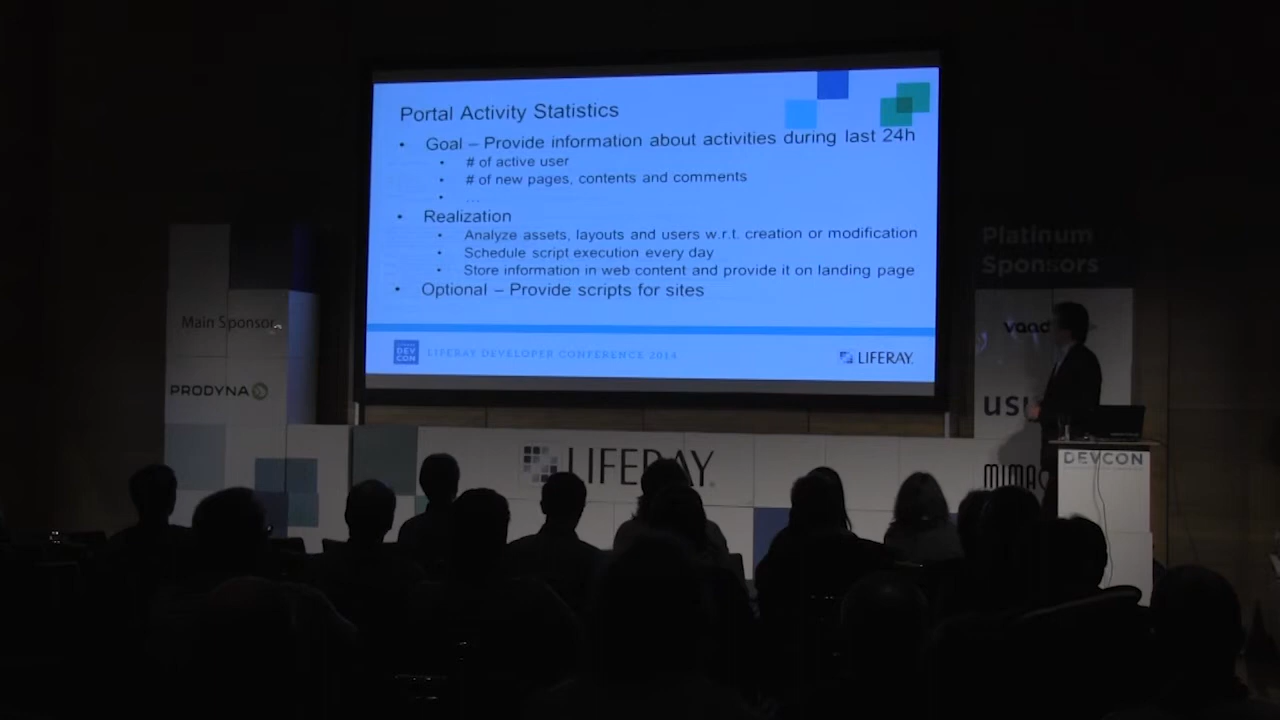 Portal Activity Statistics
• Goal – Provide information about activities during last 24h
• # of active user
• # of new pages, contents and comments
• ...
• Realization
• Analyze assets, layouts and users w.r.t. creation or modification
• Schedule script execution every day
• Store information in web content and provide it on landing page
• Optional – Provide scripts for sites
DEV
CON
LIFERAY DEVELOPER CONFERENCE 2014
LIFERAY.
Platinum
Sponsors
Main Sponsor
PRODYNA
vaad
us
LIFERAY.
DEVCON
MIMAC